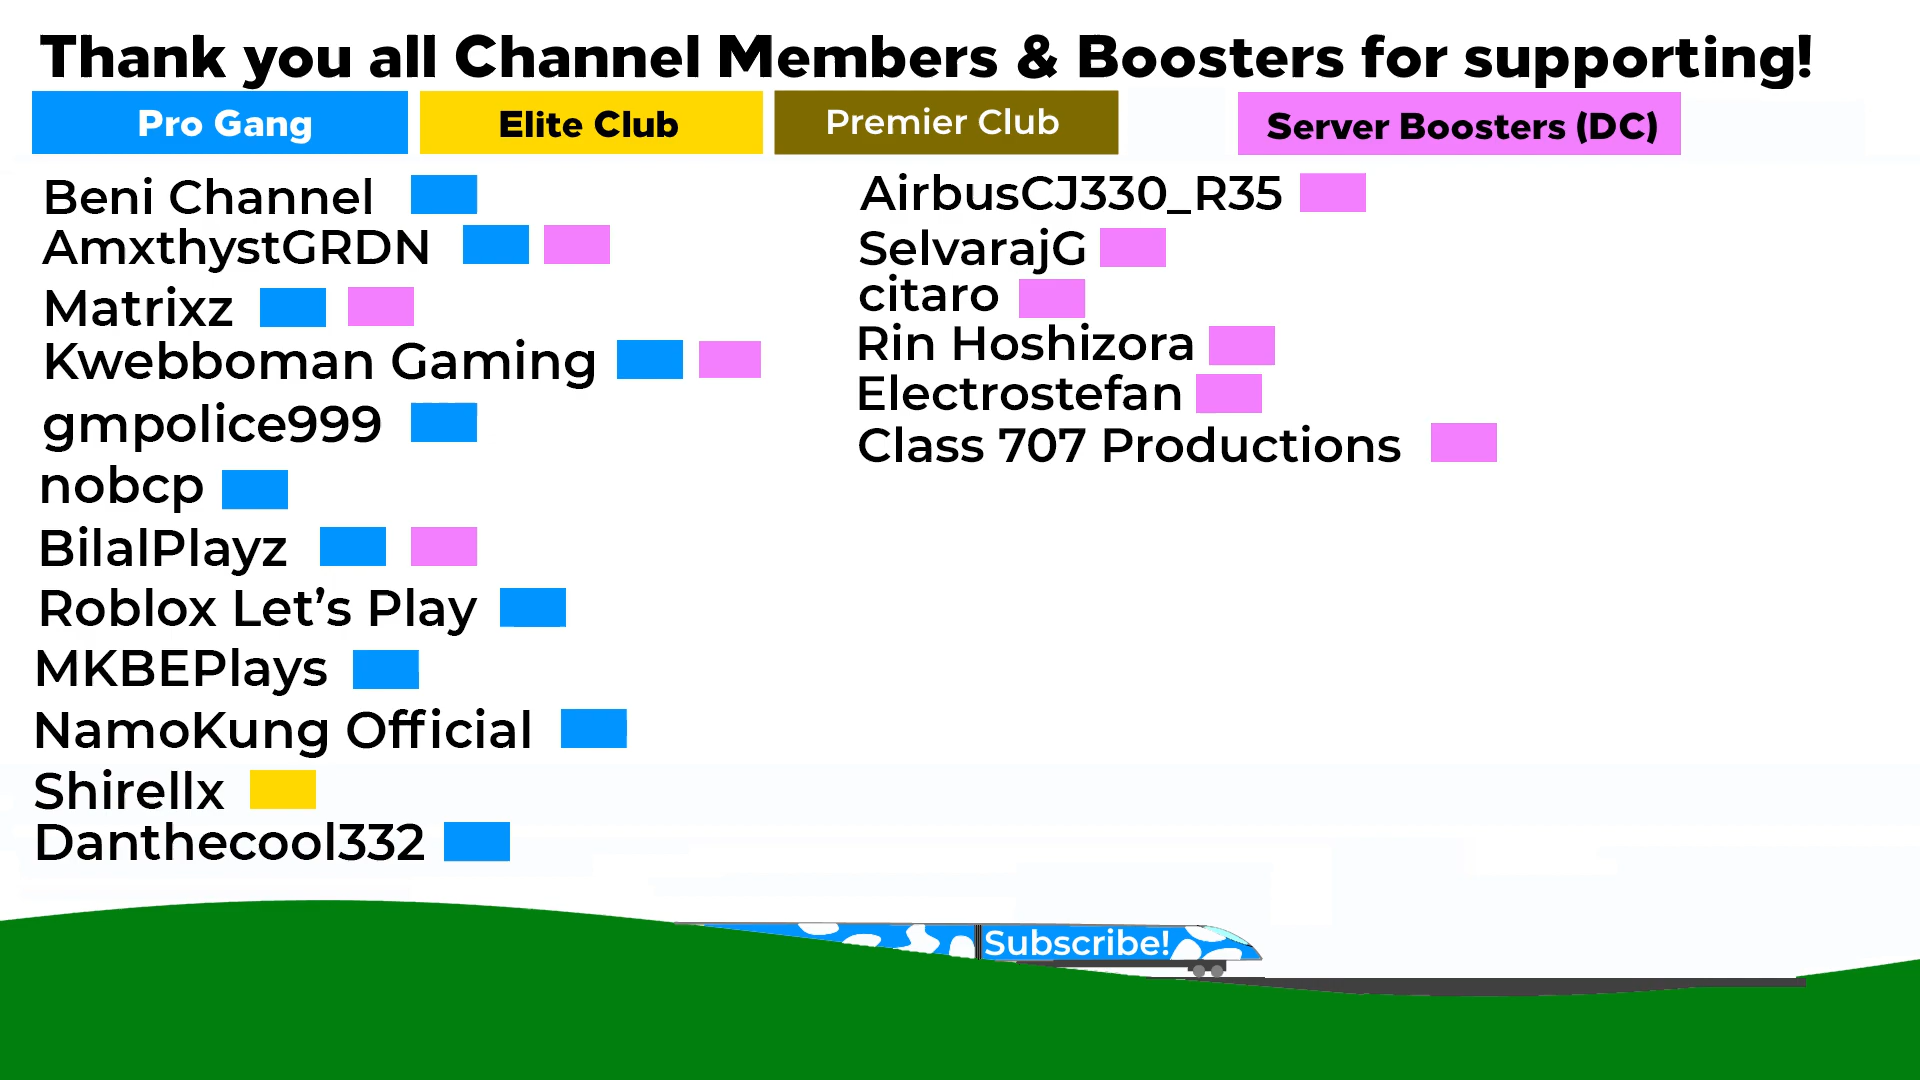 Thank you all Channel Members & Boosters for supporting!
Pro Gang
Elite Club
Premier Club
Server Boosters (DC)
Beni Channel
AmxthystGRDN
Matrixz
Kwebboman Gaming
gmpolice999
nobcp
BilalPlayz
Roblox Let’s Play
MKBEPlays
NamoKung Official
Shirellx
Danthecool332
AirbusCJ330_R35
SelvarajG
citaro
Rin Hoshizora
Electrostefan
Class 707 Productions
Subscribe!